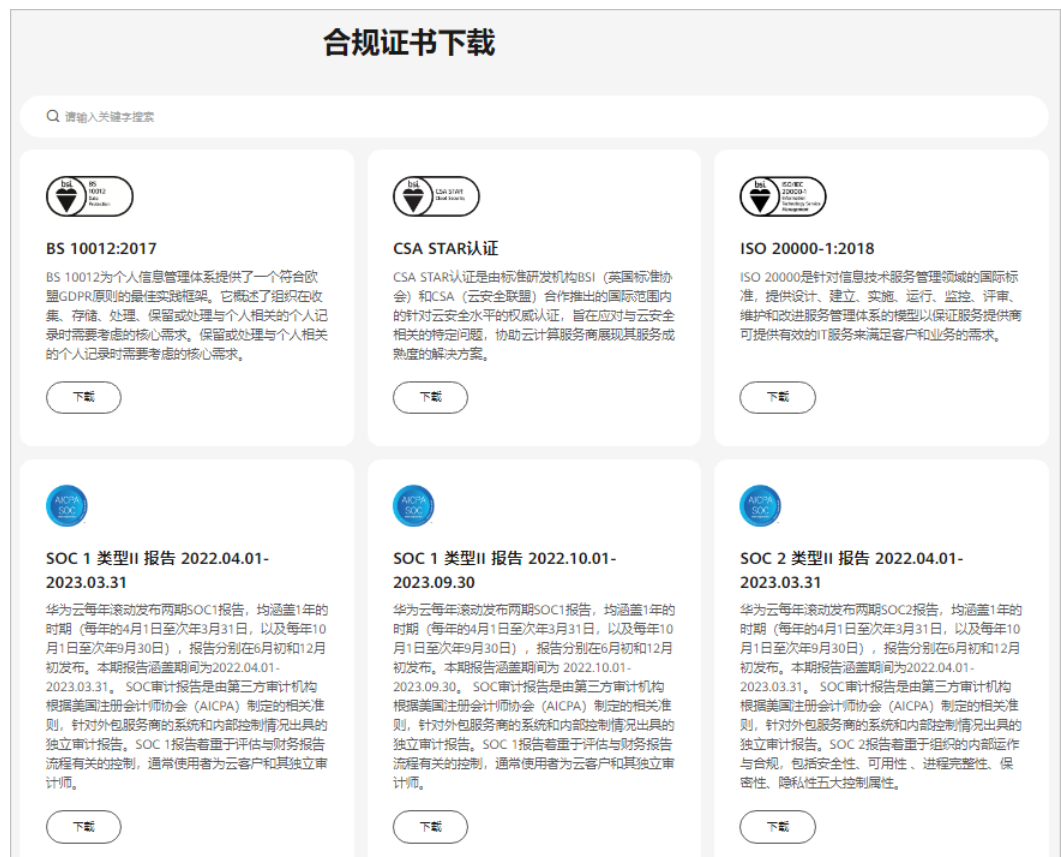 合规证书下载
请输入关键字搜索
bsi.
BS
10012
Data
Protection
BS 10012:2017
BS 10012为个人信息管理体系提供了一个符合欧
盟GDPR原则的最佳实践框架。它概述了组织在收
集、存储、处理、保留或处理与个人相关的个人记
录时需要考虑的核心需求。保留或处理与个人相关
的个人记录时需要考虑的核心需求。
下载
bsi.
CSA STAR
Cloud Security
CSA STAR认证
CSA STAR认证是由标准研发机构BSI（英国标准协
会）和CSA（云安全联盟）合作推出的国际范围内
的针对云安全水平的权威认证，旨在应对与云安全
相关的特定问题，协助云计算服务商展现其服务成
熟度的解决方案。
下载
bsi.
ISO/IEC
20000-1
Information
Technology Service
Management
ISO 20000-1:2018
ISO 20000是针对信息技术服务管理领域的国际标
准，提供设计、建立、实施、运行、监控、评审、
维护和改进服务管理体系的模型以保证服务提供商
可提供有效的IT服务来满足客户和业务的需求。
下载
AICPA
SOC
SOC 1 类型II 报告 2022.04.01-
2023.03.31
华为云每年滚动发布两期SOC1报告，均涵盖1年的
时期（每年的4月1日至次年3月31日，以及每年10
月1日至次年9月30日），报告分别在6月初和12月
初发布。本期报告涵盖期间为2022.04.01-
2023.03.31。 SOC审计报告是由第三方审计机构
根据美国注册会计师协会（AICPA）制定的相关准
则，针对外包服务商的系统和内部控制情况出具的
独立审计报告。SOC 1报告着重于评估与财务报告
流程有关的控制，通常使用者为云客户和其独立审
计师。
下载
AICPA
SOC
SOC 1 类型II 报告 2022.10.01-
2023.09.30
华为云每年滚动发布两期SOC1报告，均涵盖1年的
时期（每年的4月1日至次年3月31日，以及每年10
月1日至次年9月30日），报告分别在6月初和12月
初发布。本期报告涵盖期间为 2022.10.01-
2023.09.30。 SOC审计报告是由第三方审计机构
根据美国注册会计师协会（AICPA）制定的相关准
则，针对外包服务商的系统和内部控制情况出具的
独立审计报告。SOC 1报告着重于评估与财务报告
流程有关的控制，通常使用者为云客户和其独立审
计师。
下载
AICPA
SOC
SOC 2 类型II 报告 2022.04.01-
2023.03.31
华为云每年滚动发布两期SOC2报告，均涵盖1年的
时期（每年的4月1日至次年3月31日，以及每年10
月1日至次年9月30日），报告分别在6月初和12月
初发布。本期报告涵盖期间为2022.04.01-
2023.03.31。 SOC审计报告是由第三方审计机构
根据美国注册会计师协会（AICPA）制定的相关准
则，针对外包服务商的系统和内部控制情况出具的
独立审计报告。SOC 2报告着重于组织的内部运作
与合规，包括安全性、可用性 、进程完整性、保
密性、隐私性五大控制属性。
下载